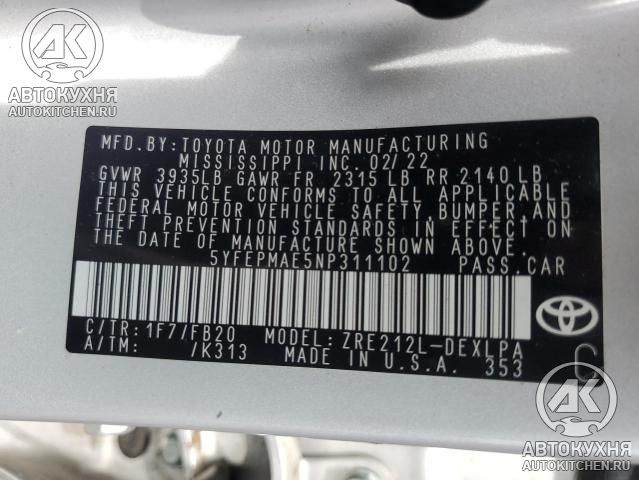 АК
АВТОКУХНЯ
AUTOKITCHEN.RU
MFD. BY: TOYOTA MOTOR MANUFACTURING
MISSISSIPPI INC. 02/22
GVWR 3935LB GAWR FR 2315 LB RR 2140 LB
THIS VEHICLE CONFORMS TO ALL APPLICABLE
FEDERAL MOTOR VEHICLE SAFETY, BUMPER, AND
THEFT PREVENTION STANDARDS IN EFFECT ON
THE DATE OF MANUFACTURE SHOWN ABOVE.
5YFEPMAE5NP311102 PASS. CAR
C/TR: 1F7/FB20 MODEL: ZRE212L-DEXLPA
A/TM: /K313 MADE IN U.S.A. 353
TOYOTA
C
АК
АВТОКУХНЯ
AUTOKITCHEN.RU